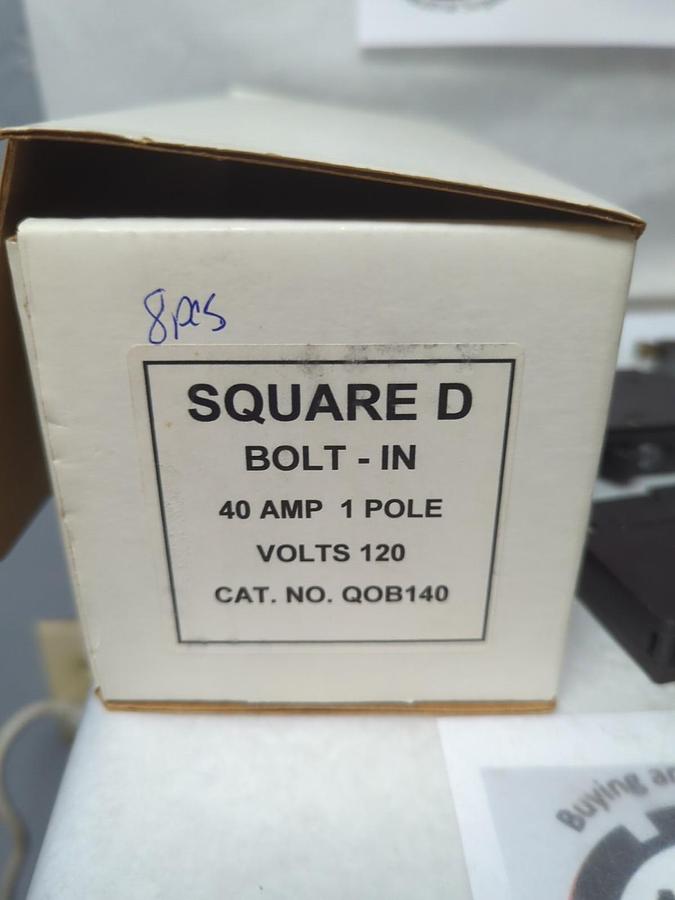 8pcs
SQUARE D
BOLT - IN
40 AMP 1 POLE
VOLTS 120
CAT. NO. QOB140
Buying